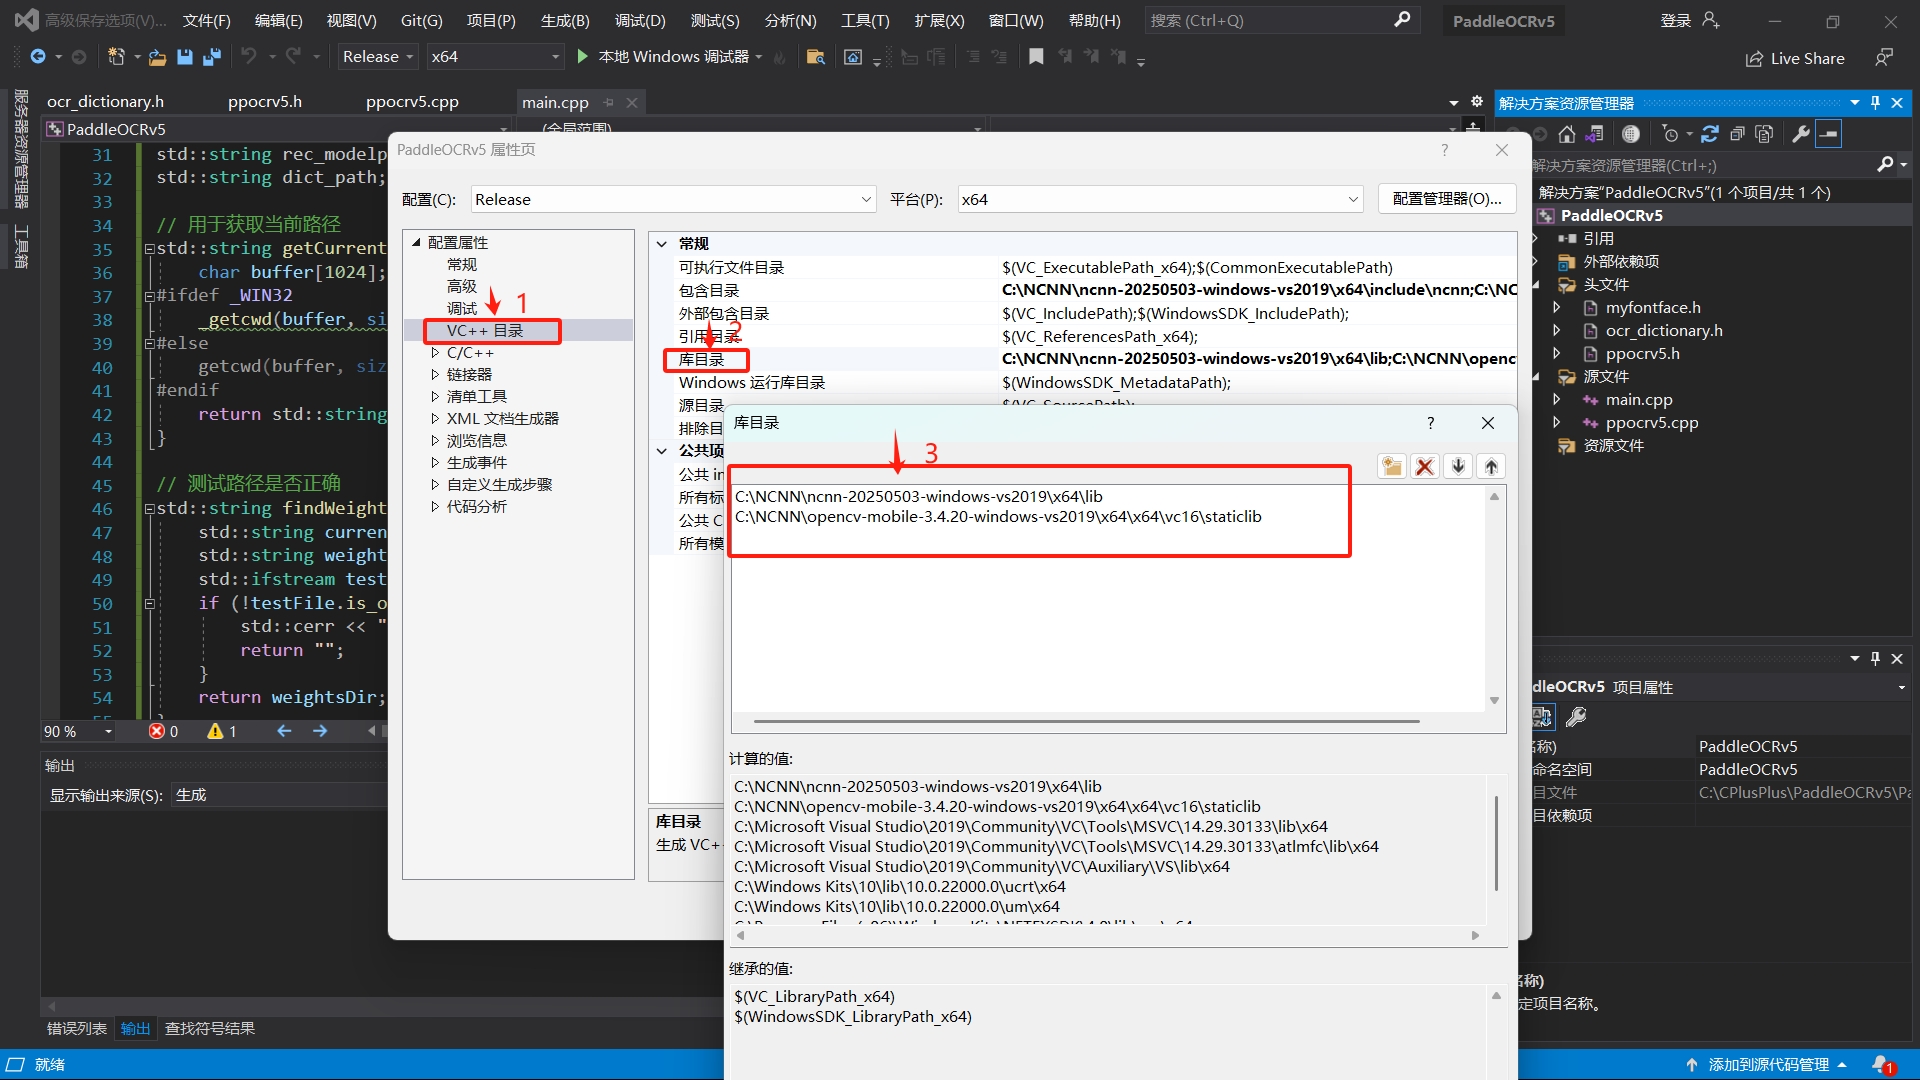 高级保存选项(V)... 文件(F) 编辑(E) 视图(V) Git(G) 项目(P) 生成(B) 调试(D) 测试(S) 分析(N) 工具(T) 扩展(X) 窗口(W) 帮助(H) 搜索 (Ctrl+Q) PaddleOCRv5 登录
Release x64 本地 Windows 调试器 Live Share
服务器资源管理器
工具箱
ocr_dictionary.h ppocrv5.h ppocrv5.cpp main.cpp
PaddleOCRv5 (全局范围)
31 std::string rec_modelp
32 std::string dict_path;
33
34 // 用于获取当前路径
35 std::string getCurrent
36 char buffer[1024];
37 #ifdef _WIN32
38 _getcwd(buffer, si
39 #else
40 getcwd(buffer, siz
41 #endif
42 return std::string
43 }
44
45 // 测试路径是否正确
46 std::string findWeight
47 std::string curren
48 std::string weight
49 std::ifstream test
50 if (!testFile.is_o
51 std::cerr << "
52 return "";
53 }
54 return weightsDir;
90 % 0 1
输出
显示输出来源(S): 生成
错误列表 输出 查找符号结果
就绪
添加到源代码管理 1
PaddleOCRv5 属性页 ?
配置(C): Release 平台(P): x64 配置管理器(O)...
配置属性
常规
高级
调试
VC++ 目录
C/C++
链接器
清单工具
XML 文档生成器
浏览信息
生成事件
自定义生成步骤
代码分析
1
2
3
常规
可执行文件目录 $(VC_ExecutablePath_x64);$(CommonExecutablePath)
包含目录 C:\NCNN\ncnn-20250503-windows-vs2019\x64\include\ncnn;C:\NC
外部包含目录 $(VC_IncludePath);$(WindowsSDK_IncludePath);
引用目录 $(VC_ReferencesPath_x64);
库目录 C:\NCNN\ncnn-20250503-windows-vs2019\x64\lib;C:\NCNN\openc
Windows 运行库目录 $(WindowsSDK_MetadataPath);
源目录 $(VC_SourcePath);
排除目
公共项
公共 in
所有标
公共 C
所有模
库目录
生成 VC+
库目录 ?
C:\NCNN\ncnn-20250503-windows-vs2019\x64\lib
C:\NCNN\opencv-mobile-3.4.20-windows-vs2019\x64\x64\vc16\staticlib
计算的值:
C:\NCNN\ncnn-20250503-windows-vs2019\x64\lib
C:\NCNN\opencv-mobile-3.4.20-windows-vs2019\x64\x64\vc16\staticlib
C:\Microsoft Visual Studio\2019\Community\VC\Tools\MSVC\14.29.30133\lib\x64
C:\Microsoft Visual Studio\2019\Community\VC\Tools\MSVC\14.29.30133\atlmfc\lib\x64
C:\Microsoft Visual Studio\2019\Community\VC\Auxiliary\VS\lib\x64
C:\Windows Kits\10\lib\10.0.22000.0\ucrt\x64
C:\Windows Kits\10\lib\10.0.22000.0\um\x64
继承的值:
$(VC_LibraryPath_x64)
$(WindowsSDK_LibraryPath_x64)
解决方案资源管理器
解决方案资源管理器(Ctrl+;)
解决方案"PaddleOCRv5"(1 个项目/共 1 个)
PaddleOCRv5
引用
外部依赖项
头文件
myfontface.h
ocr_dictionary.h
ppocrv5.h
源文件
main.cpp
ppocrv5.cpp
资源文件
dleOCRv5 项目属性
称) PaddleOCRv5
命名空间 PaddleOCRv5
目文件 C:\CPlusPlus\PaddleOCRv5\Pa
目依赖项
名称)
定项目名称。